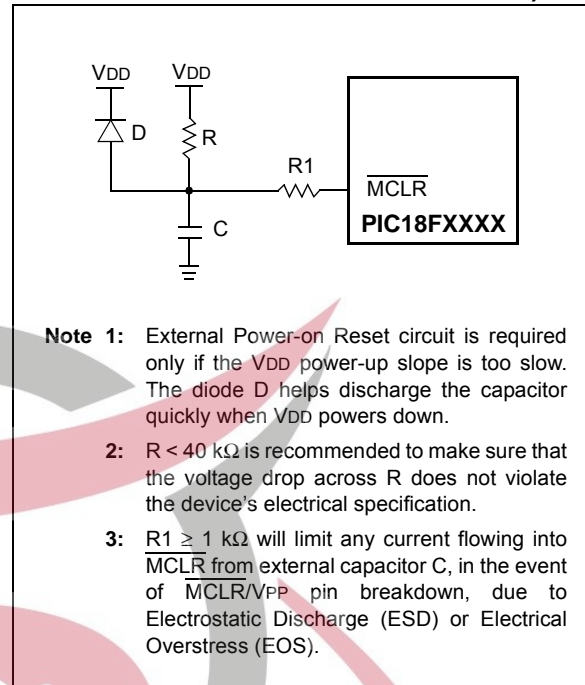 VDD VDD
D
R
R1
C
MCLR
PIC18FXXXX
Note 1: External Power-on Reset circuit is required
only if the VDD power-up slope is too slow.
The diode D helps discharge the capacitor
quickly when VDD powers down.
2: R < 40 kΩ is recommended to make sure that
the voltage drop across R does not violate
the device's electrical specification.
3: R1 ≥ 1 kΩ will limit any current flowing into
MCLR from external capacitor C, in the event
of MCLR/VPP pin breakdown, due to
Electrostatic Discharge (ESD) or Electrical
Overstress (EOS).